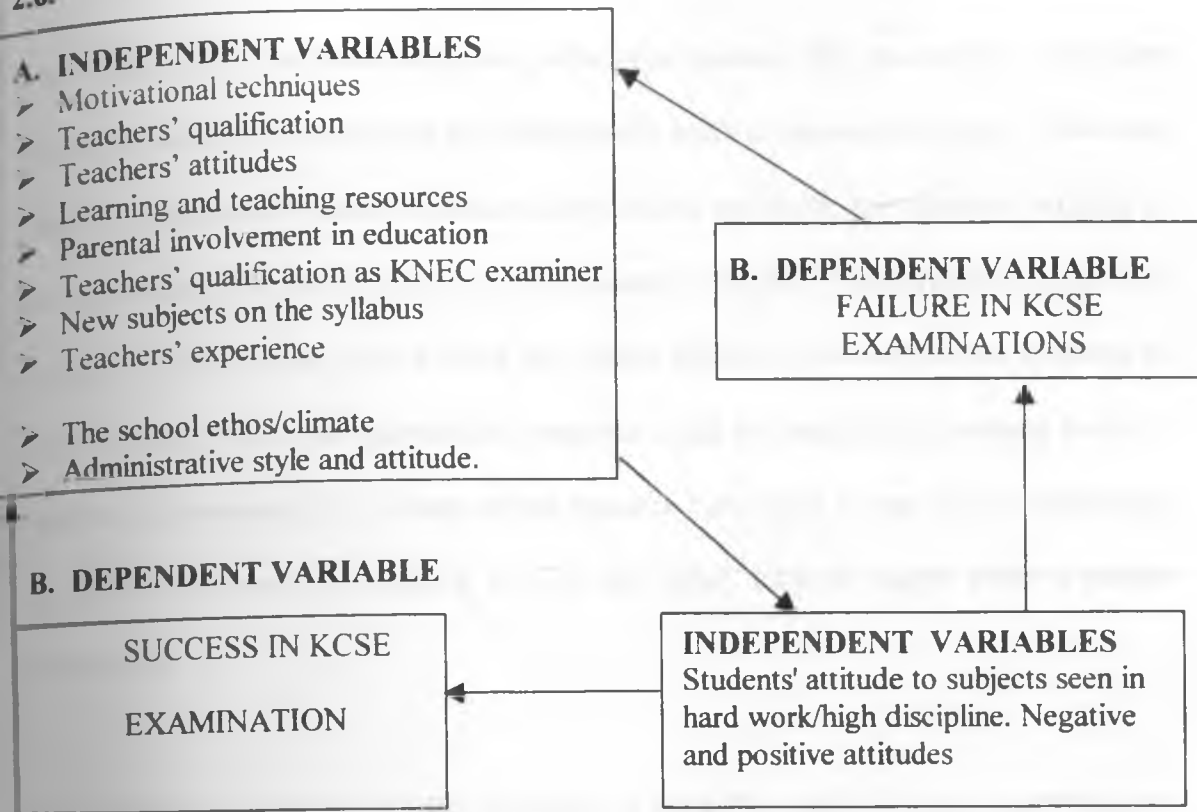 2.8.
A. INDEPENDENT VARIABLES
➢ Motivational techniques
➢ Teachers' qualification
➢ Teachers' attitudes
➢ Learning and teaching resources
➢ Parental involvement in education
➢ Teachers' qualification as KNEC examiner
➢ New subjects on the syllabus
➢ Teachers' experience
➢ The school ethos/climate
➢ Administrative style and attitude.
B. DEPENDENT VARIABLE
FAILURE IN KCSE
EXAMINATIONS
B. DEPENDENT VARIABLE
SUCCESS IN KCSE
EXAMINATION
INDEPENDENT VARIABLES
Students' attitude to subjects seen in
hard work/high discipline. Negative
and positive attitudes